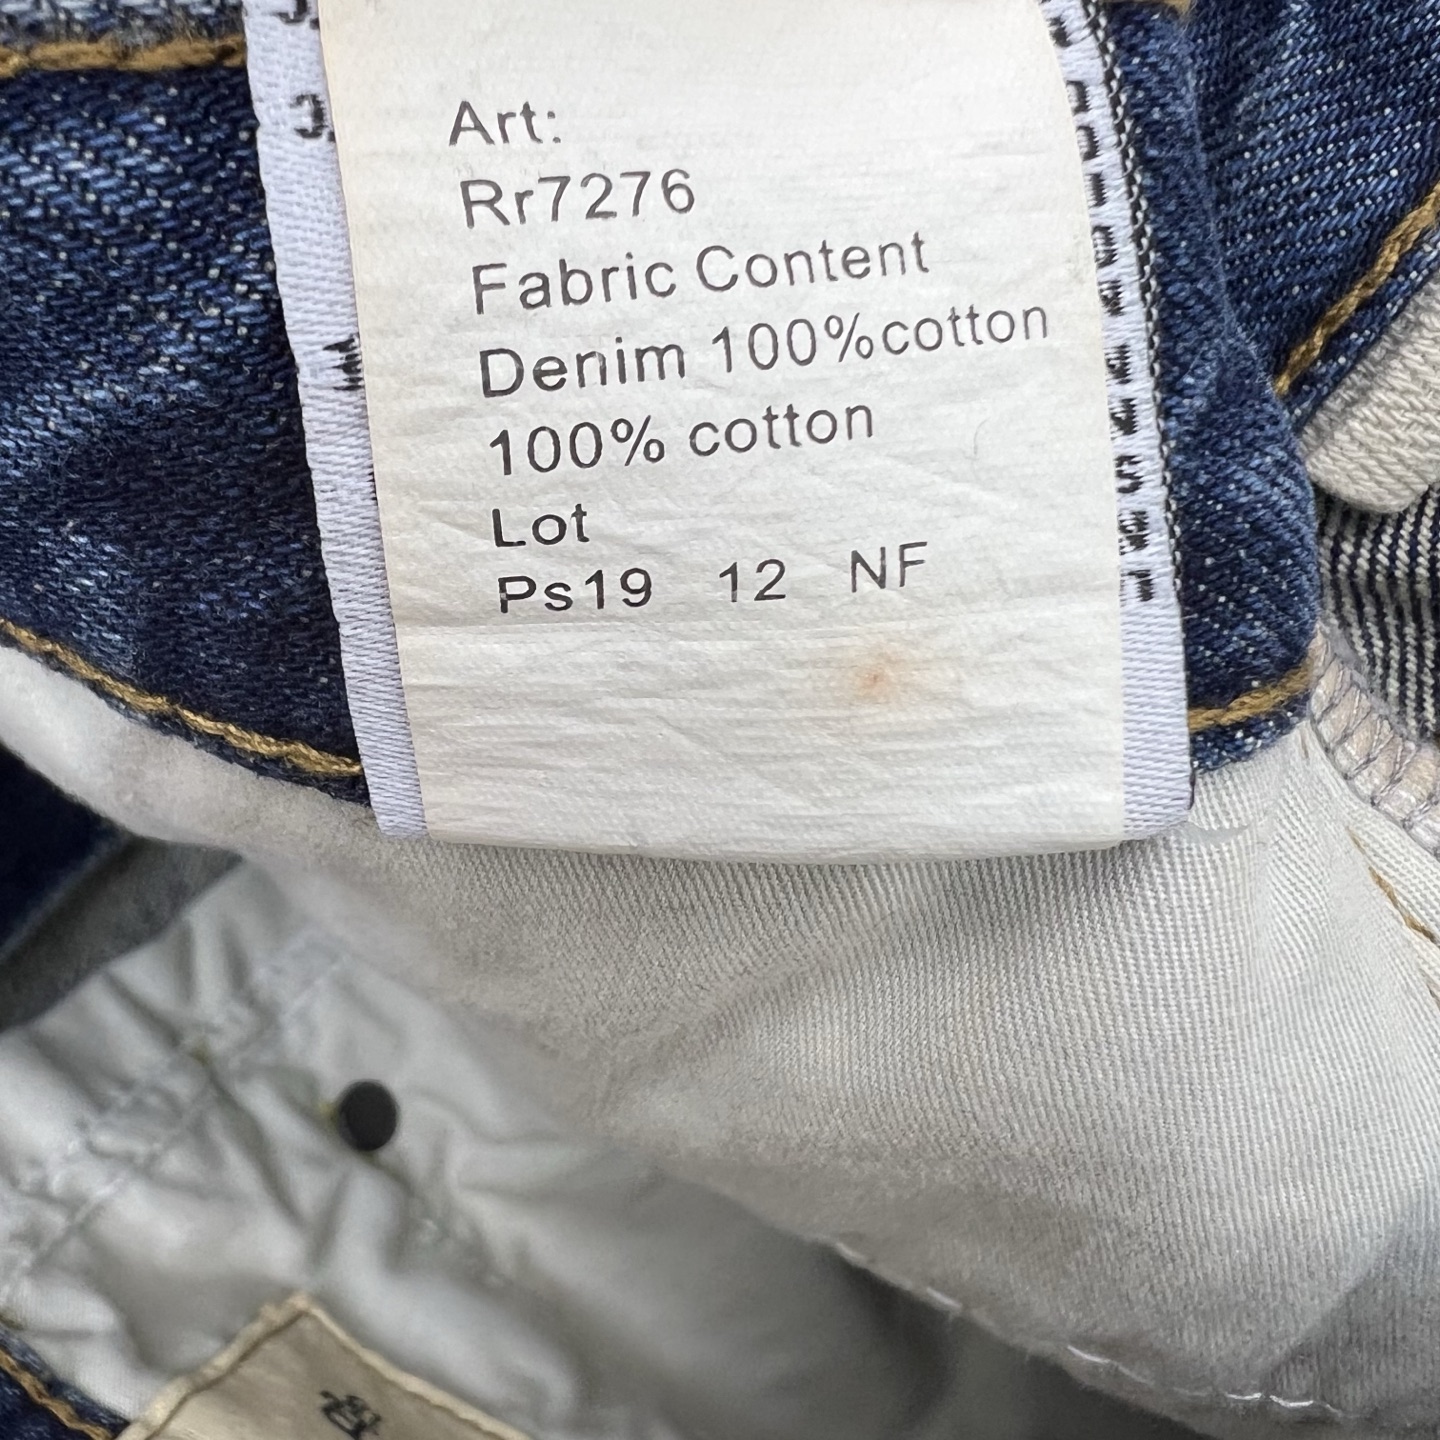 Art:
Rr7276
Fabric Content
Denim 100%cotton
100% cotton
Lot
Ps19 12 NF